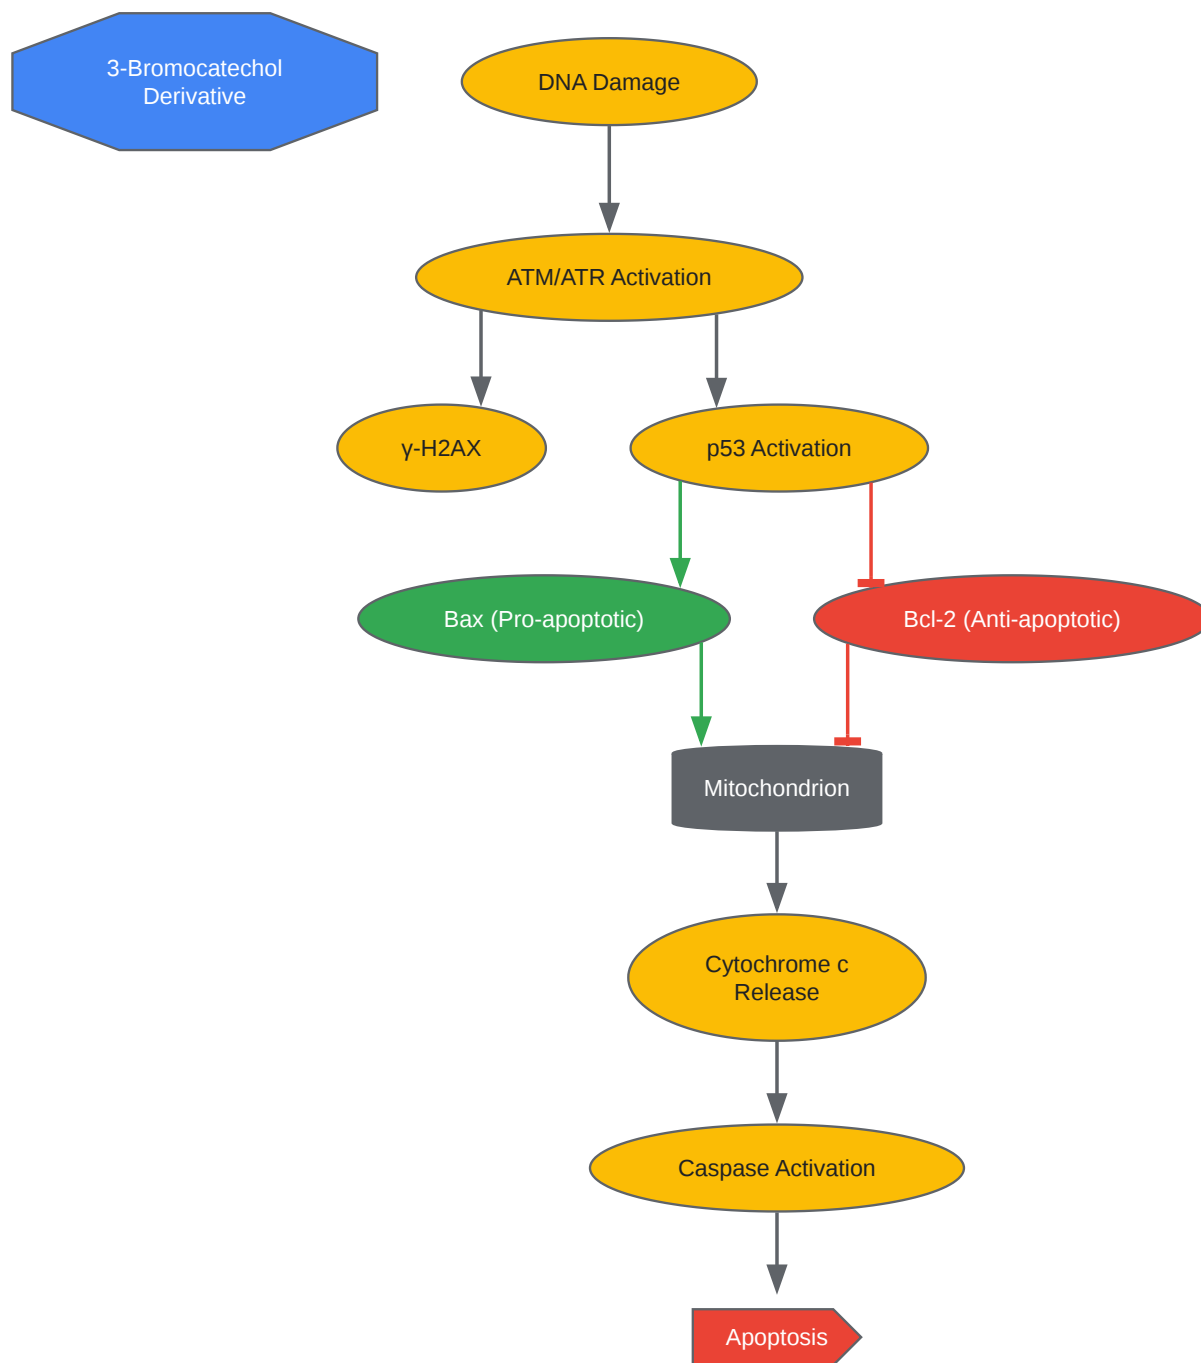 3-Bromocatechol
Derivative
DNA Damage
ATM/ATR Activation
γ-H2AX
p53 Activation
Bax (Pro-apoptotic)
Bcl-2 (Anti-apoptotic)
Mitochondrion
Cytochrome c
Release
Caspase Activation
Apoptosis